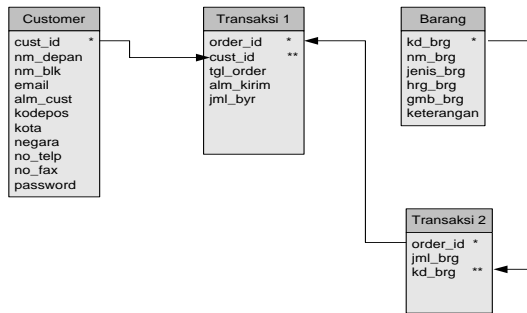 Customer
cust_id *
nm_depan
nm_blk
email
alm_cust
kodepos
kota
negara
no_telp
no_fax
password
Transaksi 1
order_id *
cust_id **
tgl_order
alm_kirim
jml_byr
Barang
kd_brg *
nm_brg
jenis_brg
hrg_brg
gmb_brg
keterangan
Transaksi 2
order_id *
jml_brg
kd_brg **